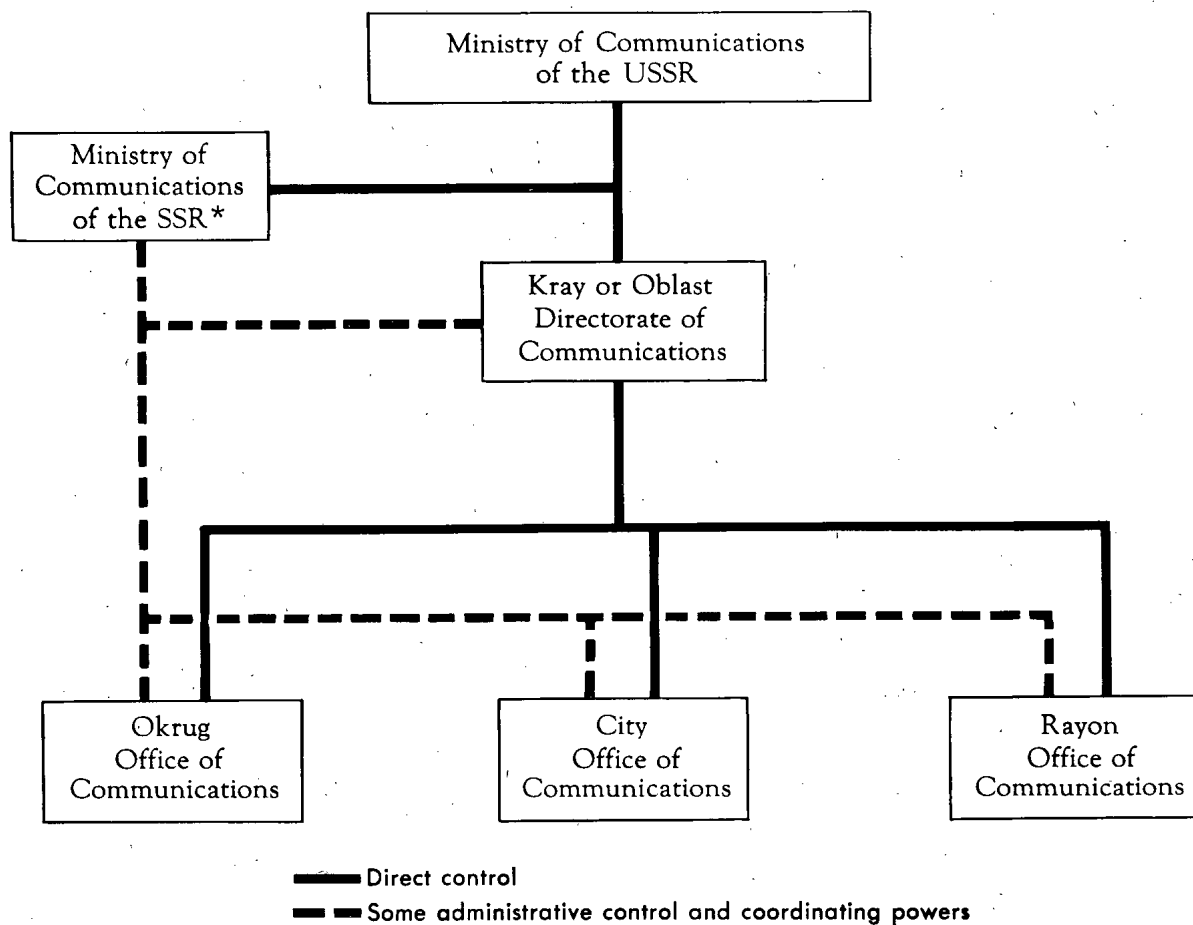 Ministry of Communications
of the USSR
Ministry of
Communications
of the SSR*
Kray or Oblast
Directorate of
Communications
Okrug
Office of
Communications
City
Office of
Communications
Rayon
Office of
Communications
Direct control
Some administrative control and coordinating powers